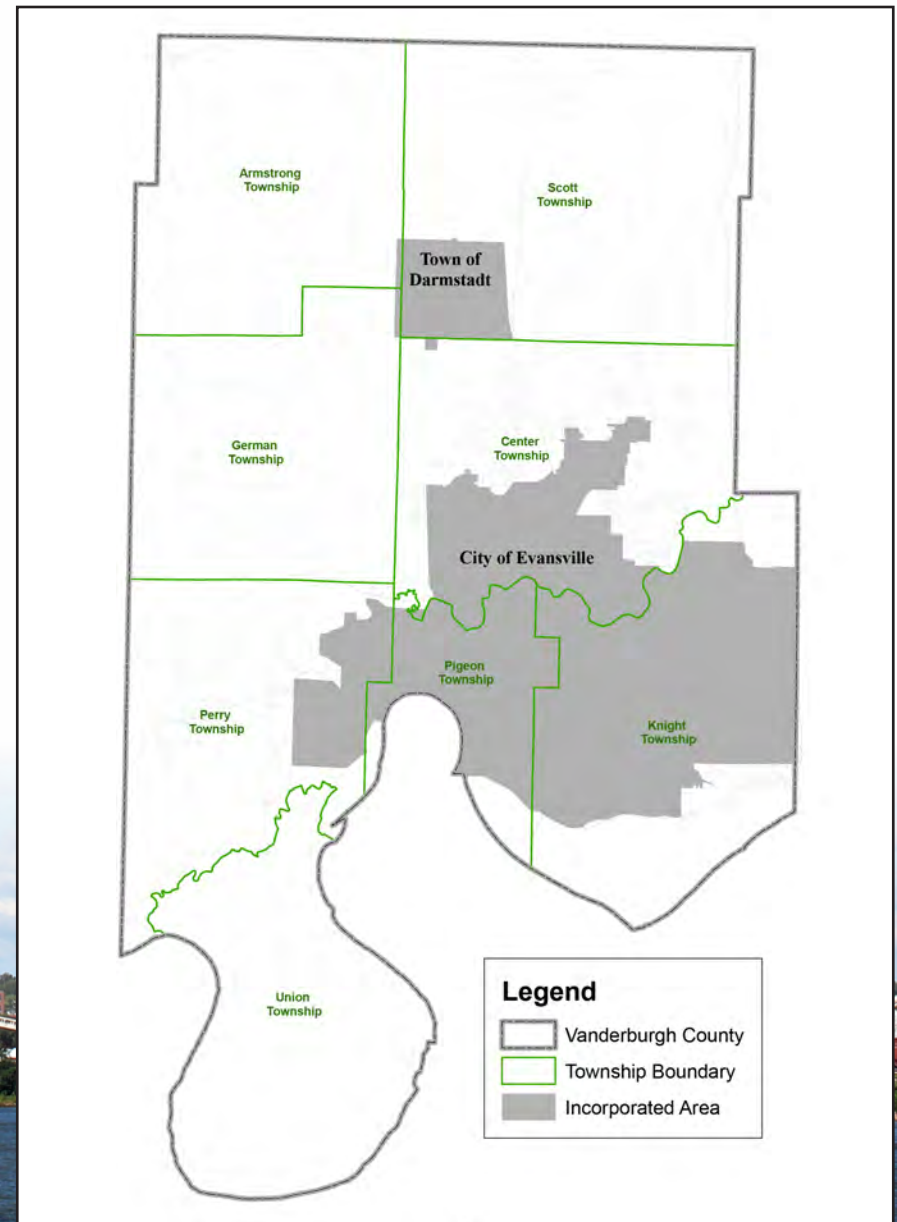 Armstrong
Township
Scott
Township
Town of
Darmstadt
German
Township
Center
Township
City of Evansville
Pigeon
Township
Perry
Township
Knight
Township
Union
Township
Legend
Vanderburgh County
Township Boundary
Incorporated Area